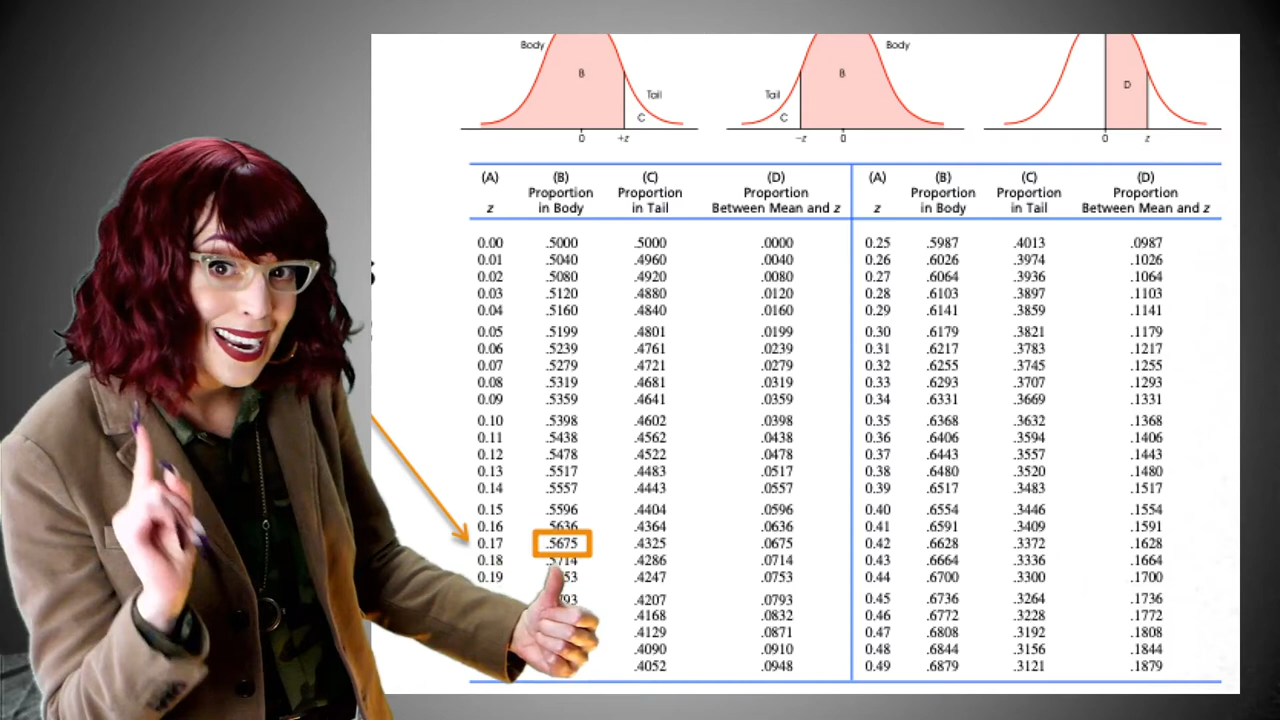 Body Body
B B D
Tail Tail
C C
0 +z −z 0 0 z
(A) (B) (C) (D) (A) (B) (C) (D)
Proportion Proportion Proportion Proportion Proportion Proportion
z in Body in Tail Between Mean and z z in Body in Tail Between Mean and z
0.00 .5000 .5000 .0000 0.25 .5987 .4013 .0987
0.01 .5040 .4960 .0040 0.26 .6026 .3974 .1026
0.02 .5080 .4920 .0080 0.27 .6064 .3936 .1064
0.03 .5120 .4880 .0120 0.28 .6103 .3897 .1103
0.04 .5160 .4840 .0160 0.29 .6141 .3859 .1141
0.05 .5199 .4801 .0199 0.30 .6179 .3821 .1179
0.06 .5239 .4761 .0239 0.31 .6217 .3783 .1217
0.07 .5279 .4721 .0279 0.32 .6255 .3745 .1255
0.08 .5319 .4681 .0319 0.33 .6293 .3707 .1293
0.09 .5359 .4641 .0359 0.34 .6331 .3669 .1331
0.10 .5398 .4602 .0398 0.35 .6368 .3632 .1368
0.11 .5438 .4562 .0438 0.36 .6406 .3594 .1406
0.12 .5478 .4522 .0478 0.37 .6443 .3557 .1443
0.13 .5517 .4483 .0517 0.38 .6480 .3520 .1480
0.14 .5557 .4443 .0557 0.39 .6517 .3483 .1517
0.15 .5596 .4404 .0596 0.40 .6554 .3446 .1554
0.16 .5636 .4364 .0636 0.41 .6591 .3409 .1591
0.17 .5675 .4325 .0675 0.42 .6628 .3372 .1628
0.18 .5714 .4286 .0714 0.43 .6664 .3336 .1664
0.19 .4247 .0753 0.44 .6700 .3300 .1700
.4207 .0793 0.45 .6736 .3264 .1736
.4168 .0832 0.46 .6772 .3228 .1772
.4129 .0871 0.47 .6808 .3192 .1808
.4090 .0910 0.48 .6844 .3156 .1844
.4052 .0948 0.49 .6879 .3121 .1879